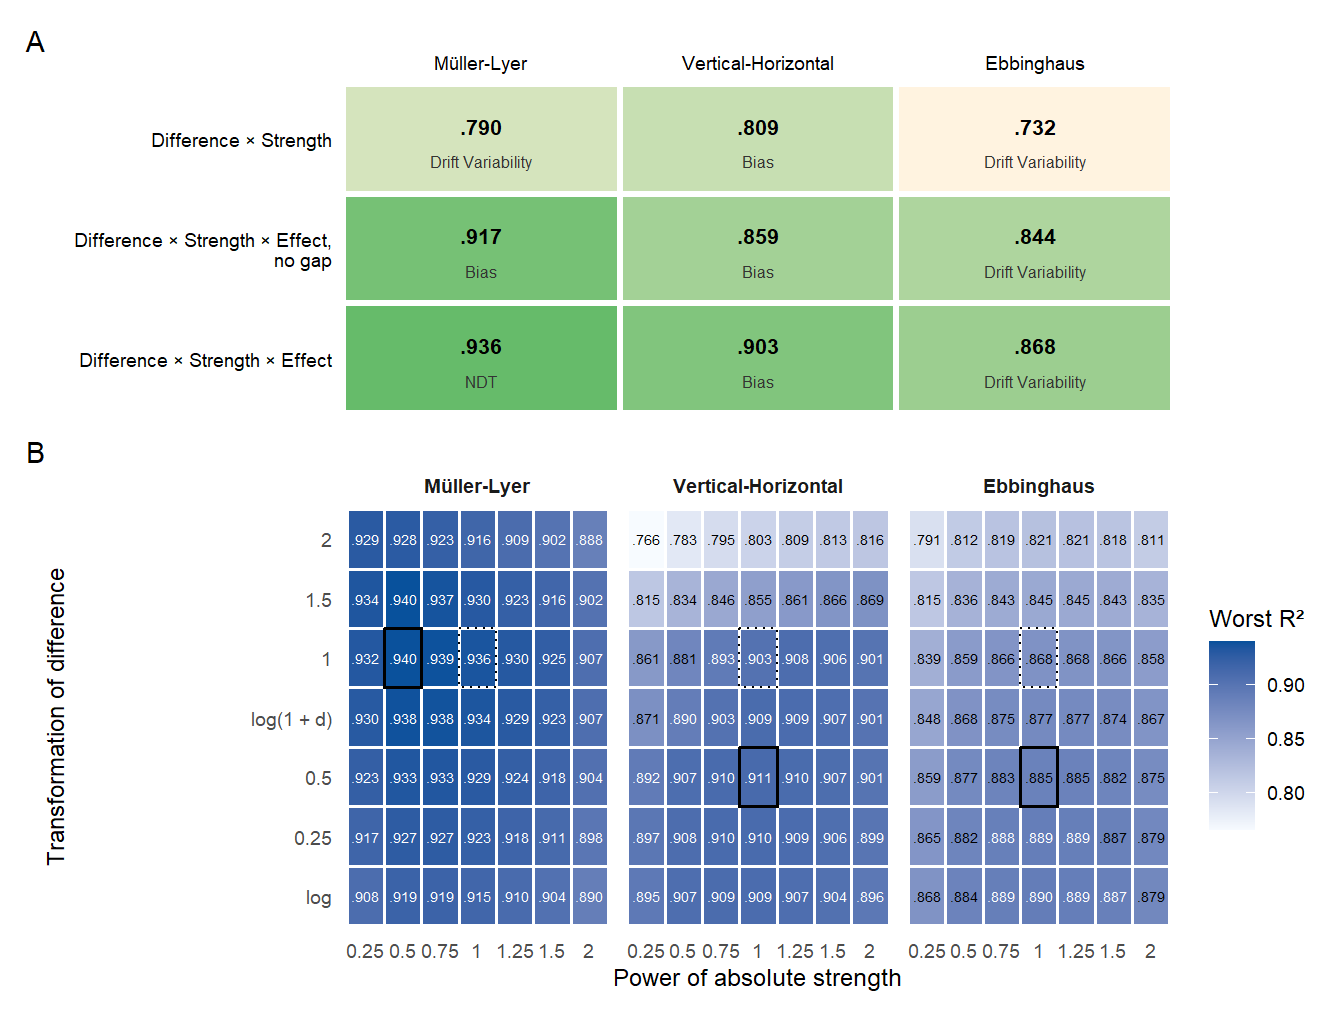 A
Müller-Lyer Vertical-Horizontal Ebbinghaus
Difference × Strength .790 .809 .732
Drift Variability Bias Drift Variability
Difference × Strength × Effect,
no gap
.917 .859 .844
Bias Bias Drift Variability
Difference × Strength × Effect .936 .903 .868
NDT Bias Drift Variability
B
Müller-Lyer Vertical-Horizontal Ebbinghaus
Transformation of difference
2 .929 .928 .923 .916 .909 .902 .888 .766 .783 .795 .803 .809 .813 .816 .791 .812 .819 .821 .821 .818 .811
1.5 .934 .940 .937 .930 .923 .916 .902 .815 .834 .846 .855 .861 .866 .869 .815 .836 .843 .845 .845 .843 .835
1 .932 .940 .939 .936 .930 .925 .907 .861 .881 .893 .903 .908 .906 .901 .839 .859 .866 .868 .868 .866 .858
log(1 + d) .930 .938 .938 .934 .929 .923 .907 .871 .890 .903 .909 .909 .907 .901 .848 .868 .875 .877 .877 .874 .867
0.5 .923 .933 .933 .929 .924 .918 .904 .892 .907 .910 .911 .910 .907 .901 .859 .877 .883 .885 .885 .882 .875
0.25 .917 .927 .927 .923 .918 .911 .898 .897 .908 .910 .910 .909 .906 .899 .865 .882 .888 .889 .889 .887 .879
log .908 .919 .919 .915 .910 .904 .890 .895 .907 .909 .909 .907 .904 .896 .868 .884 .889 .890 .889 .887 .879
0.25 0.5 0.75 1 1.25 1.5 2 0.25 0.5 0.75 1 1.25 1.5 2 0.25 0.5 0.75 1 1.25 1.5 2
Power of absolute strength
Worst R²
0.90
0.85
0.80